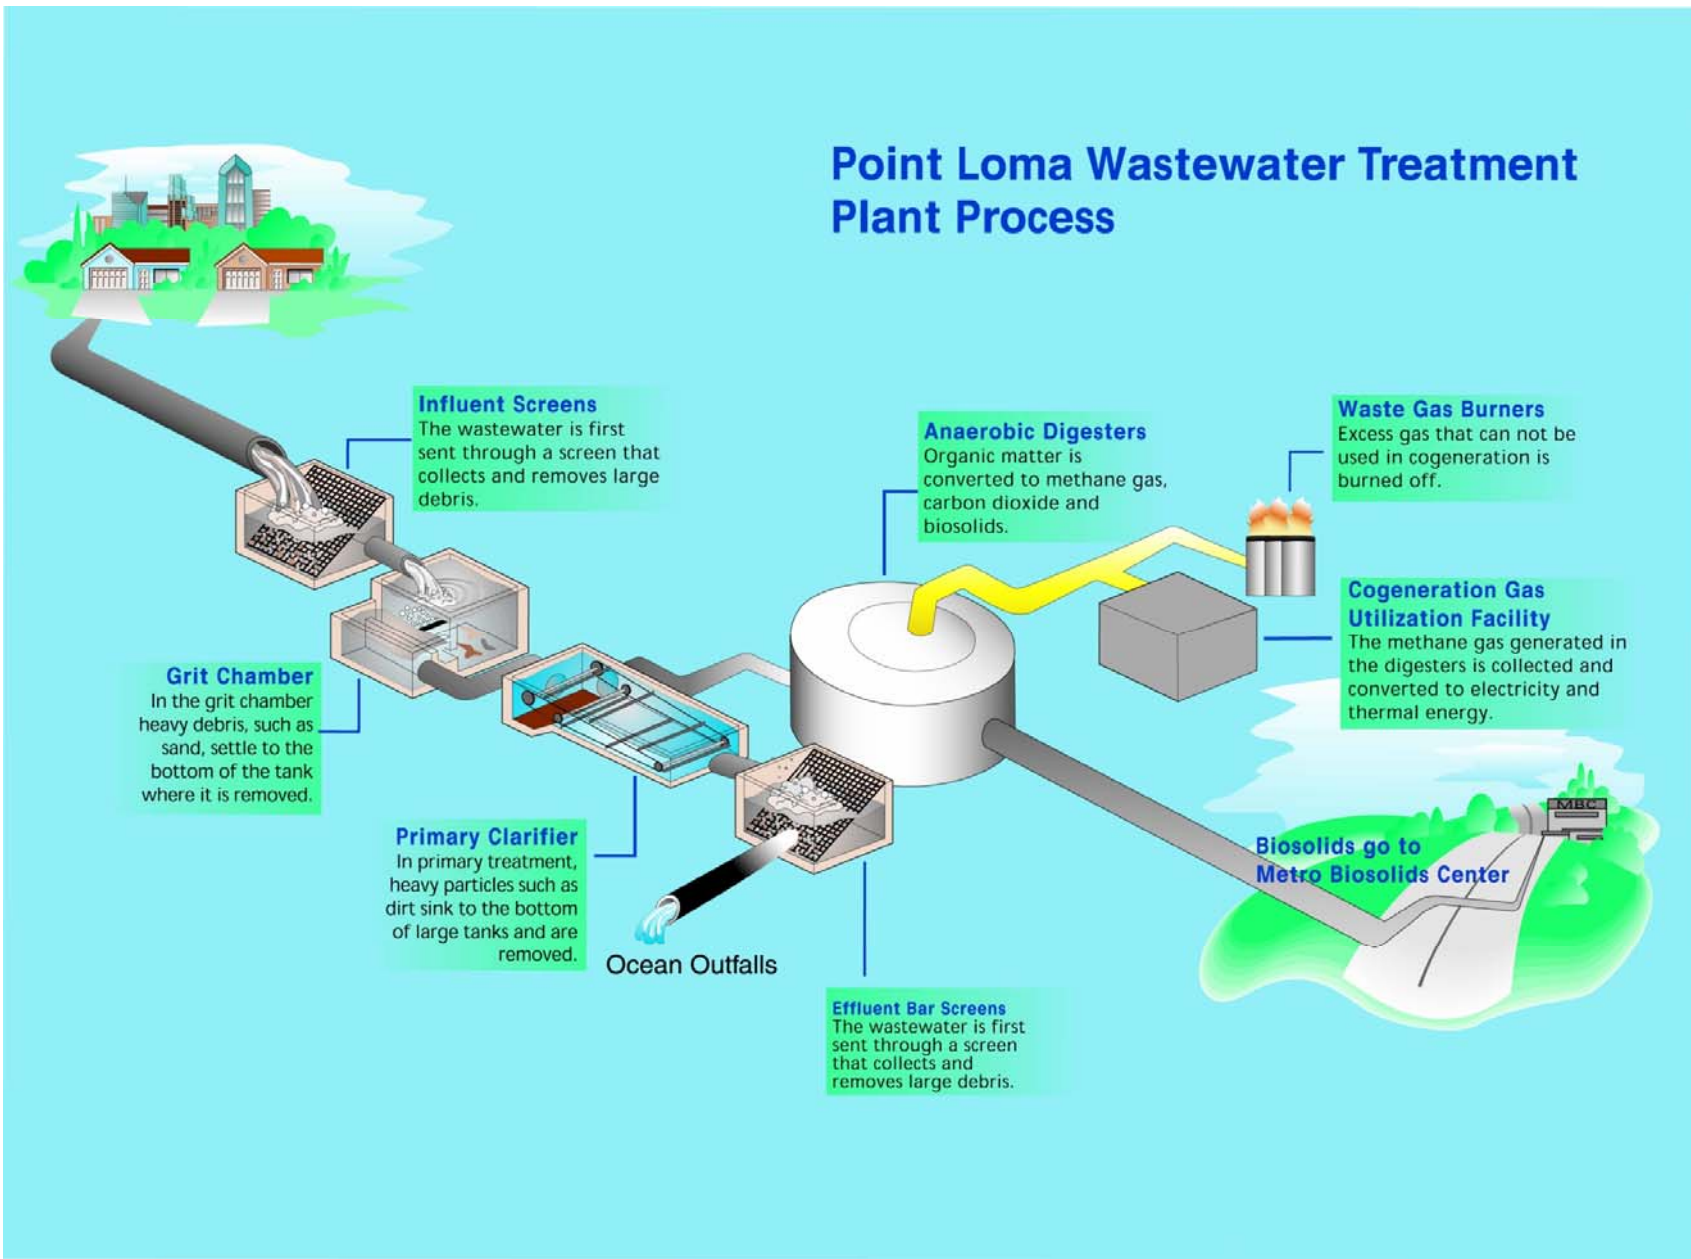 Point Loma Wastewater Treatment
Plant Process
Influent Screens
The wastewater is first
sent through a screen that
collects and removes large
debris.
Grit Chamber
In the grit chamber
heavy debris, such as
sand, settle to the
bottom of the tank
where it is removed.
Primary Clarifier
In primary treatment,
heavy particles such as
dirt sink to the bottom
of large tanks and are
removed.
Ocean Outfalls
Effluent Bar Screens
The wastewater is first
sent through a screen
that collects and
removes large debris.
Anaerobic Digesters
Organic matter is
converted to methane gas,
carbon dioxide and
biosolids.
Waste Gas Burners
Excess gas that can not be
used in cogeneration is
burned off.
Cogeneration Gas
Utilization Facility
The methane gas generated in
the digesters is collected and
converted to electricity and
thermal energy.
MBC
Biosolids go to
Metro Biosolids Center